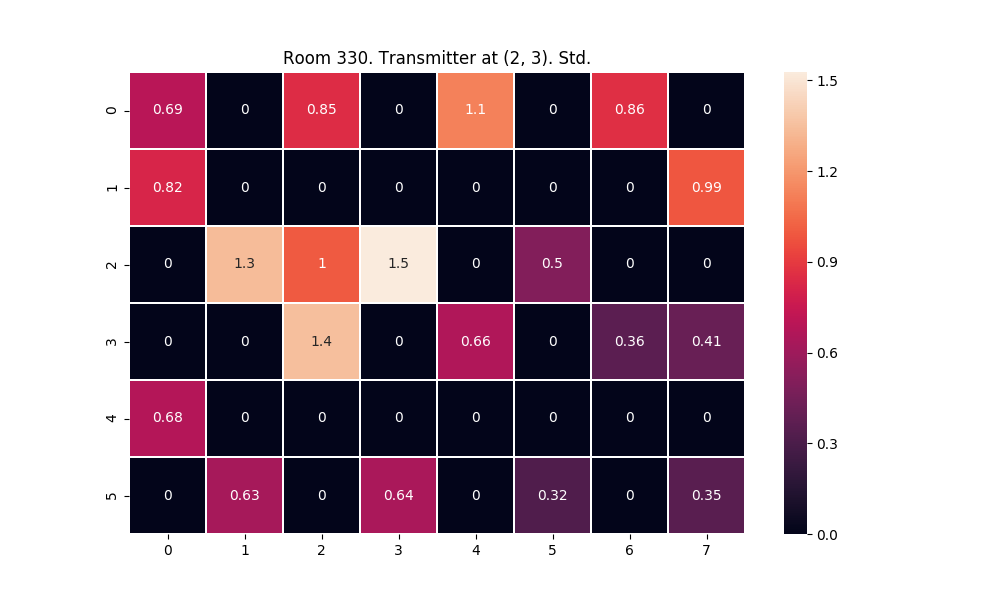 Room 330. Transmitter at (2, 3). Std.
0 0.69 0 0.85 0 1.1 0 0.86 0
1 0.82 0 0 0 0 0 0 0.99
2 0 1.3 1 1.5 0 0.5 0 0
3 0 0 1.4 0 0.66 0 0.36 0.41
4 0.68 0 0 0 0 0 0 0
5 0 0.63 0 0.64 0 0.32 0 0.35
0 1 2 3 4 5 6 7
1.5
1.2
0.9
0.6
0.3
0.0